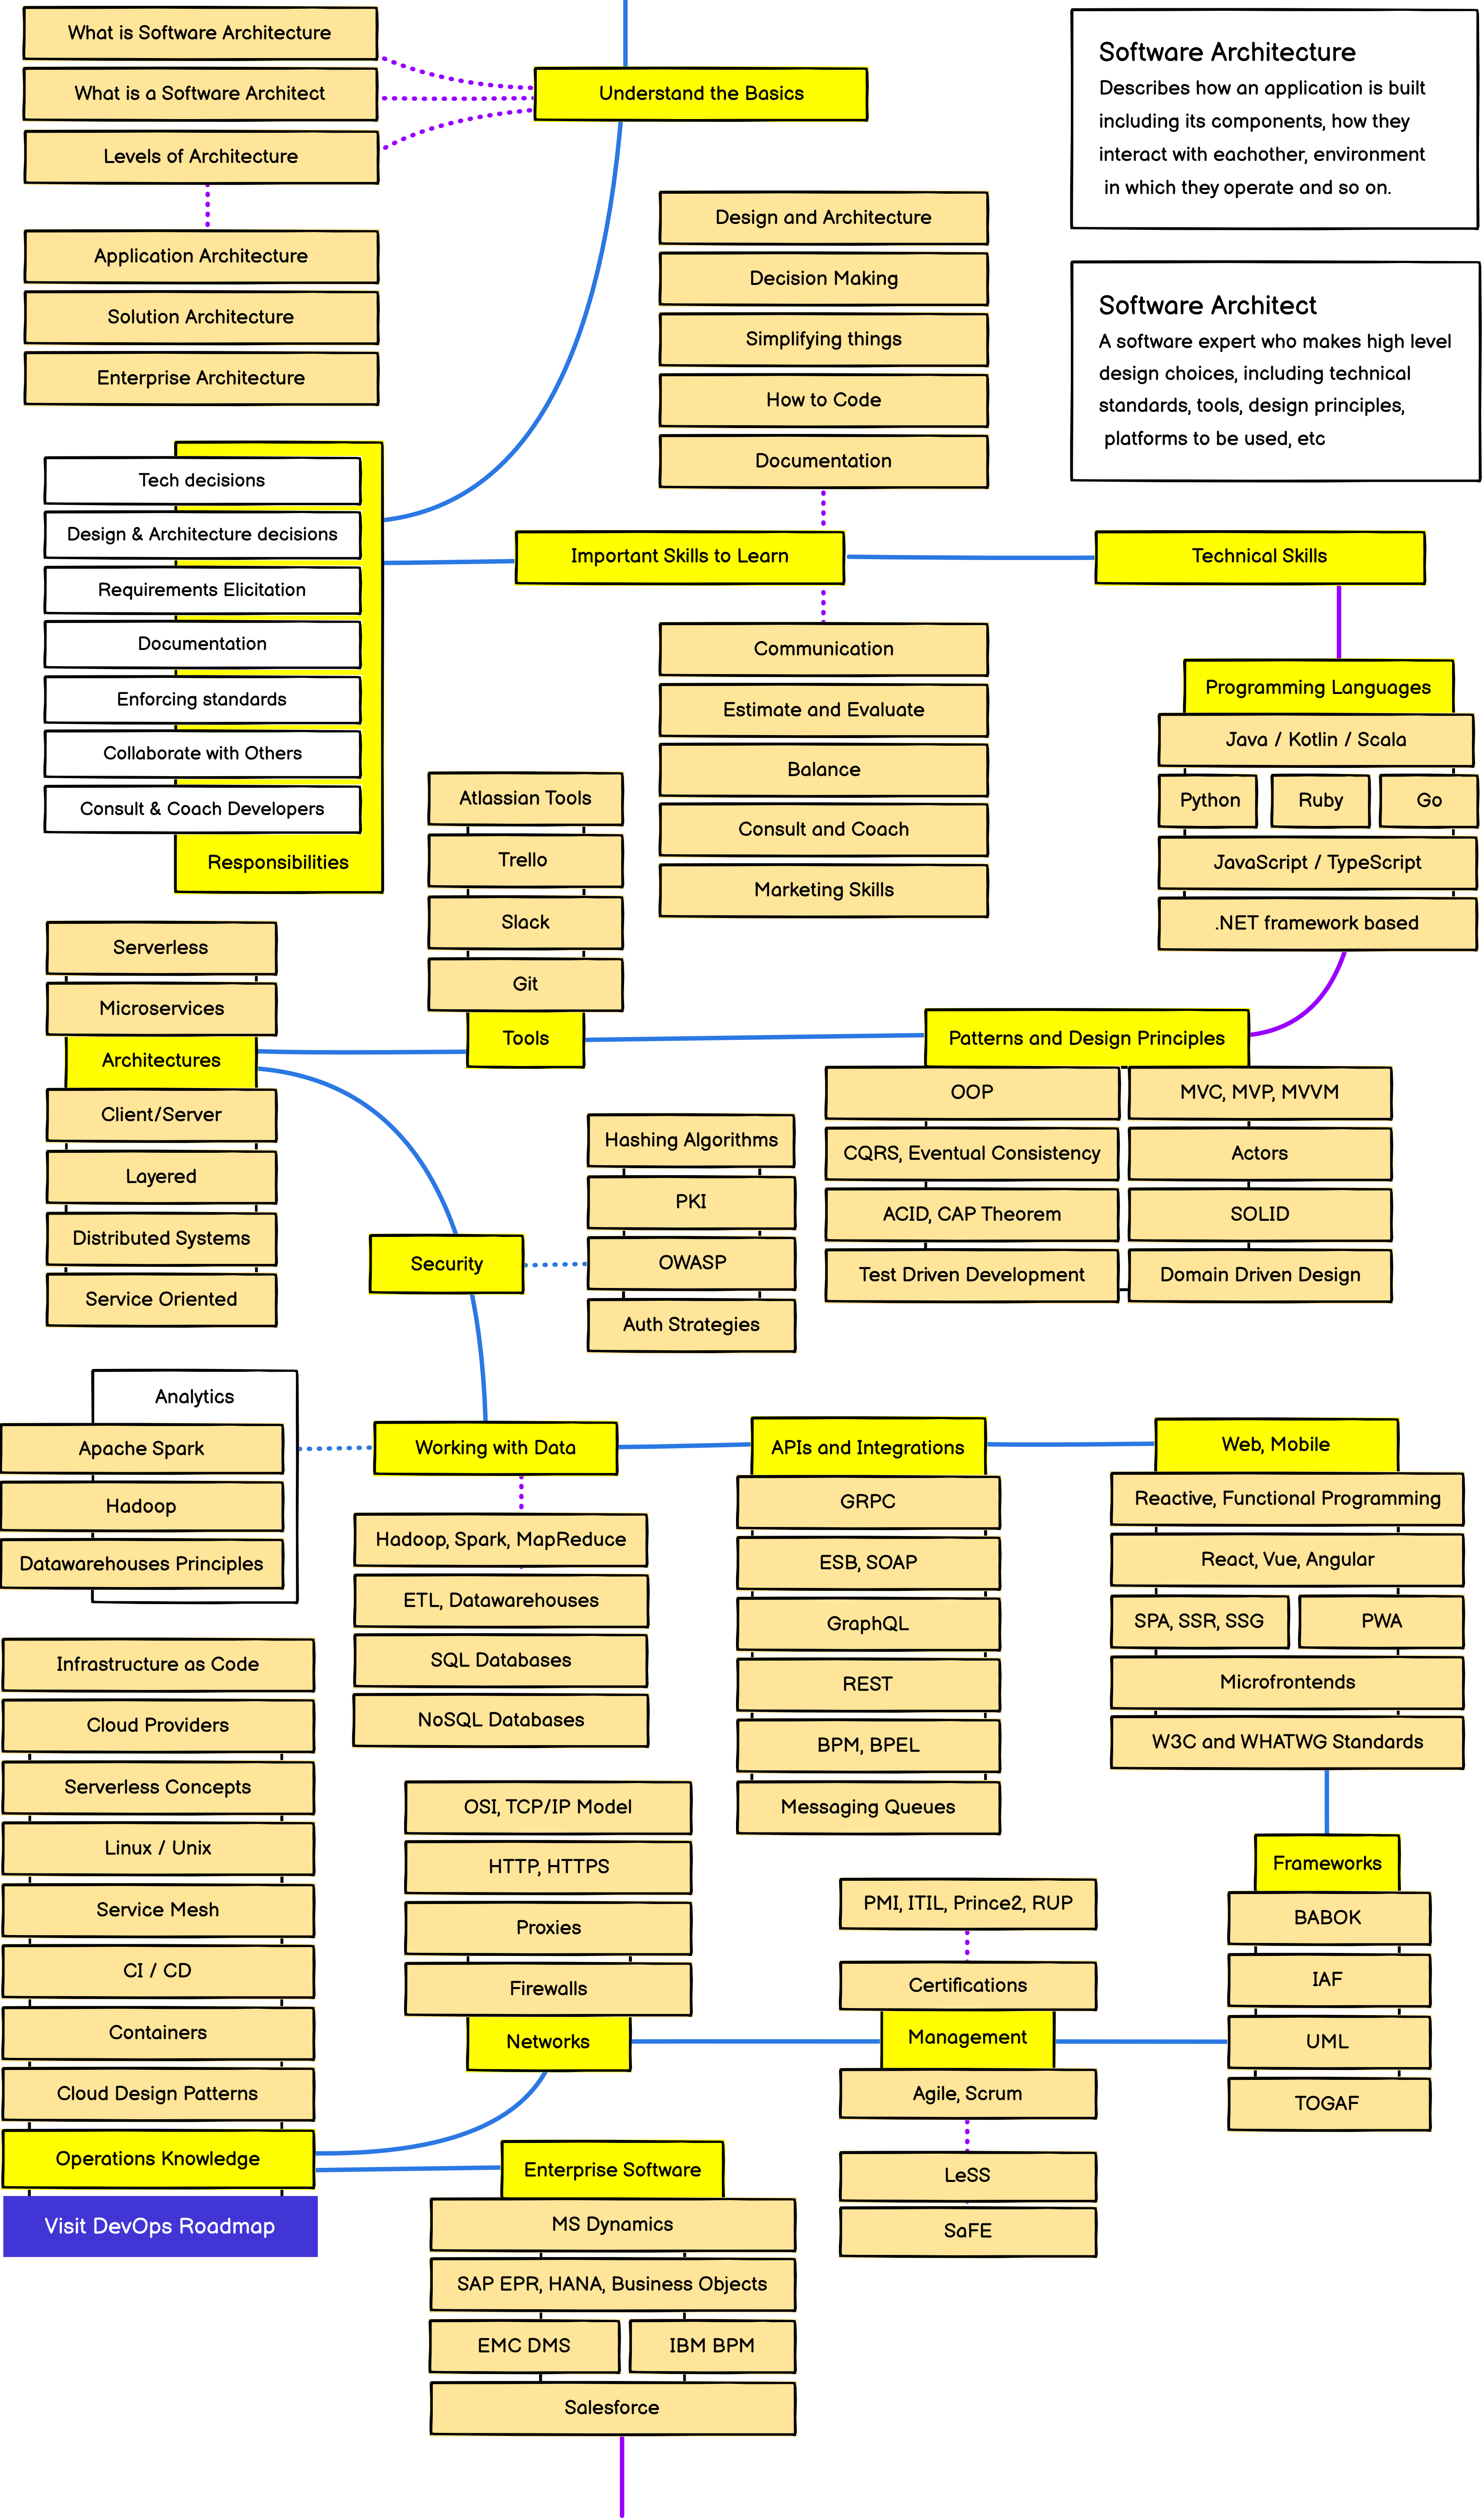 What is Software Architecture
What is a Software Architect
Levels of Architecture
Understand the Basics
Application Architecture
Solution Architecture
Enterprise Architecture
Software Architecture
Describes how an application is built
including its components, how they
interact with eachother, environment
in which they operate and so on.
Software Architect
A software expert who makes high level
design choices, including technical
standards, tools, design principles,
platforms to be used, etc
Design and Architecture
Decision Making
Simplifying things
How to Code
Documentation
Tech decisions
Design & Architecture decisions
Requirements Elicitation
Documentation
Enforcing standards
Collaborate with Others
Consult & Coach Developers
Responsibilities
Important Skills to Learn
Technical Skills
Communication
Estimate and Evaluate
Balance
Consult and Coach
Marketing Skills
Programming Languages
Java / Kotlin / Scala
Python
Ruby
Go
JavaScript / TypeScript
.NET framework based
Atlassian Tools
Trello
Slack
Git
Tools
Patterns and Design Principles
OOP
MVC, MVP, MVVM
CQRS, Eventual Consistency
Actors
ACID, CAP Theorem
SOLID
Test Driven Development
Domain Driven Design
Serverless
Microservices
Architectures
Client/Server
Layered
Distributed Systems
Service Oriented
Security
Hashing Algorithms
PKI
OWASP
Auth Strategies
Analytics
Apache Spark
Hadoop
Datawarehouses Principles
Working with Data
Hadoop, Spark, MapReduce
ETL, Datawarehouses
SQL Databases
NoSQL Databases
APIs and Integrations
GRPC
ESB, SOAP
GraphQL
REST
BPM, BPEL
Messaging Queues
Web, Mobile
Reactive, Functional Programming
React, Vue, Angular
SPA, SSR, SSG
PWA
Microfrontends
W3C and WHATWG Standards
Frameworks
BABOK
IAF
UML
TOGAF
PMI, ITIL, Prince2, RUP
Certifications
Management
Agile, Scrum
LeSS
SaFE
OSI, TCP/IP Model
HTTP, HTTPS
Proxies
Firewalls
Networks
Infrastructure as Code
Cloud Providers
Serverless Concepts
Linux / Unix
Service Mesh
CI / CD
Containers
Cloud Design Patterns
Operations Knowledge
Visit DevOps Roadmap
Enterprise Software
MS Dynamics
SAP EPR, HANA, Business Objects
EMC DMS
IBM BPM
Salesforce